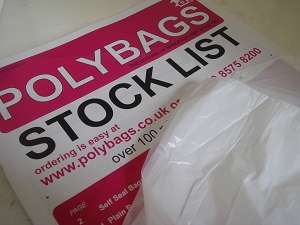 POLYBAGS
STOCK LIST
ordering is easy at
www.polybags.co.uk or
8575 8200
over 100
PAGE
2 Self Seal Bag
Plain B